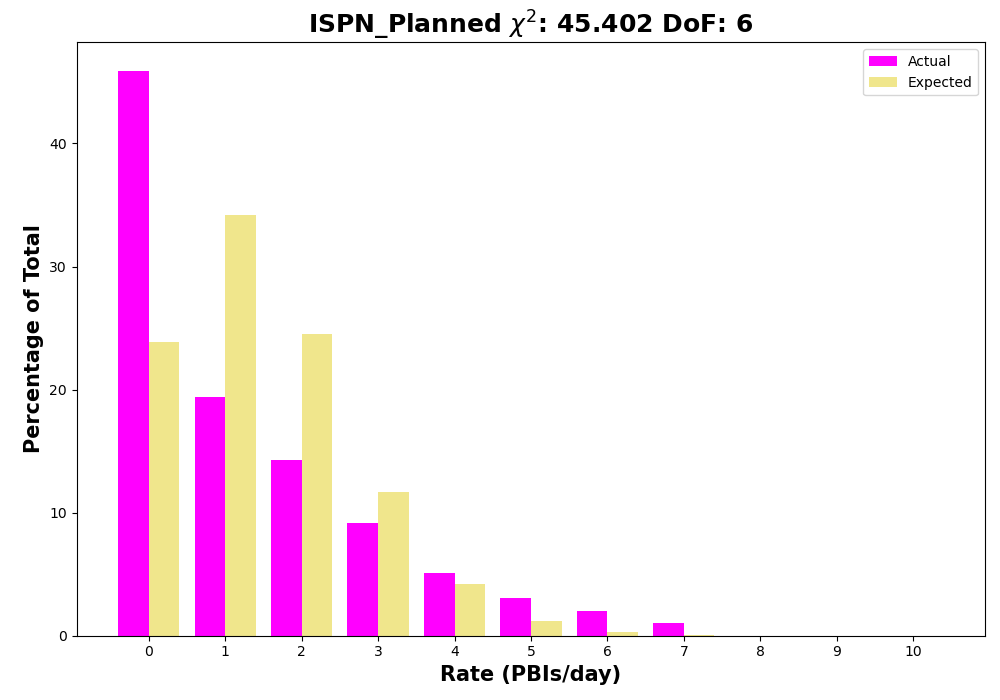 ISPN_Planned χ²: 45.402 DoF: 6
Actual
Expected
Percentage of Total
40
30
20
10
0
0 1 2 3 4 5 6 7 8 9 10
Rate (PBIs/day)